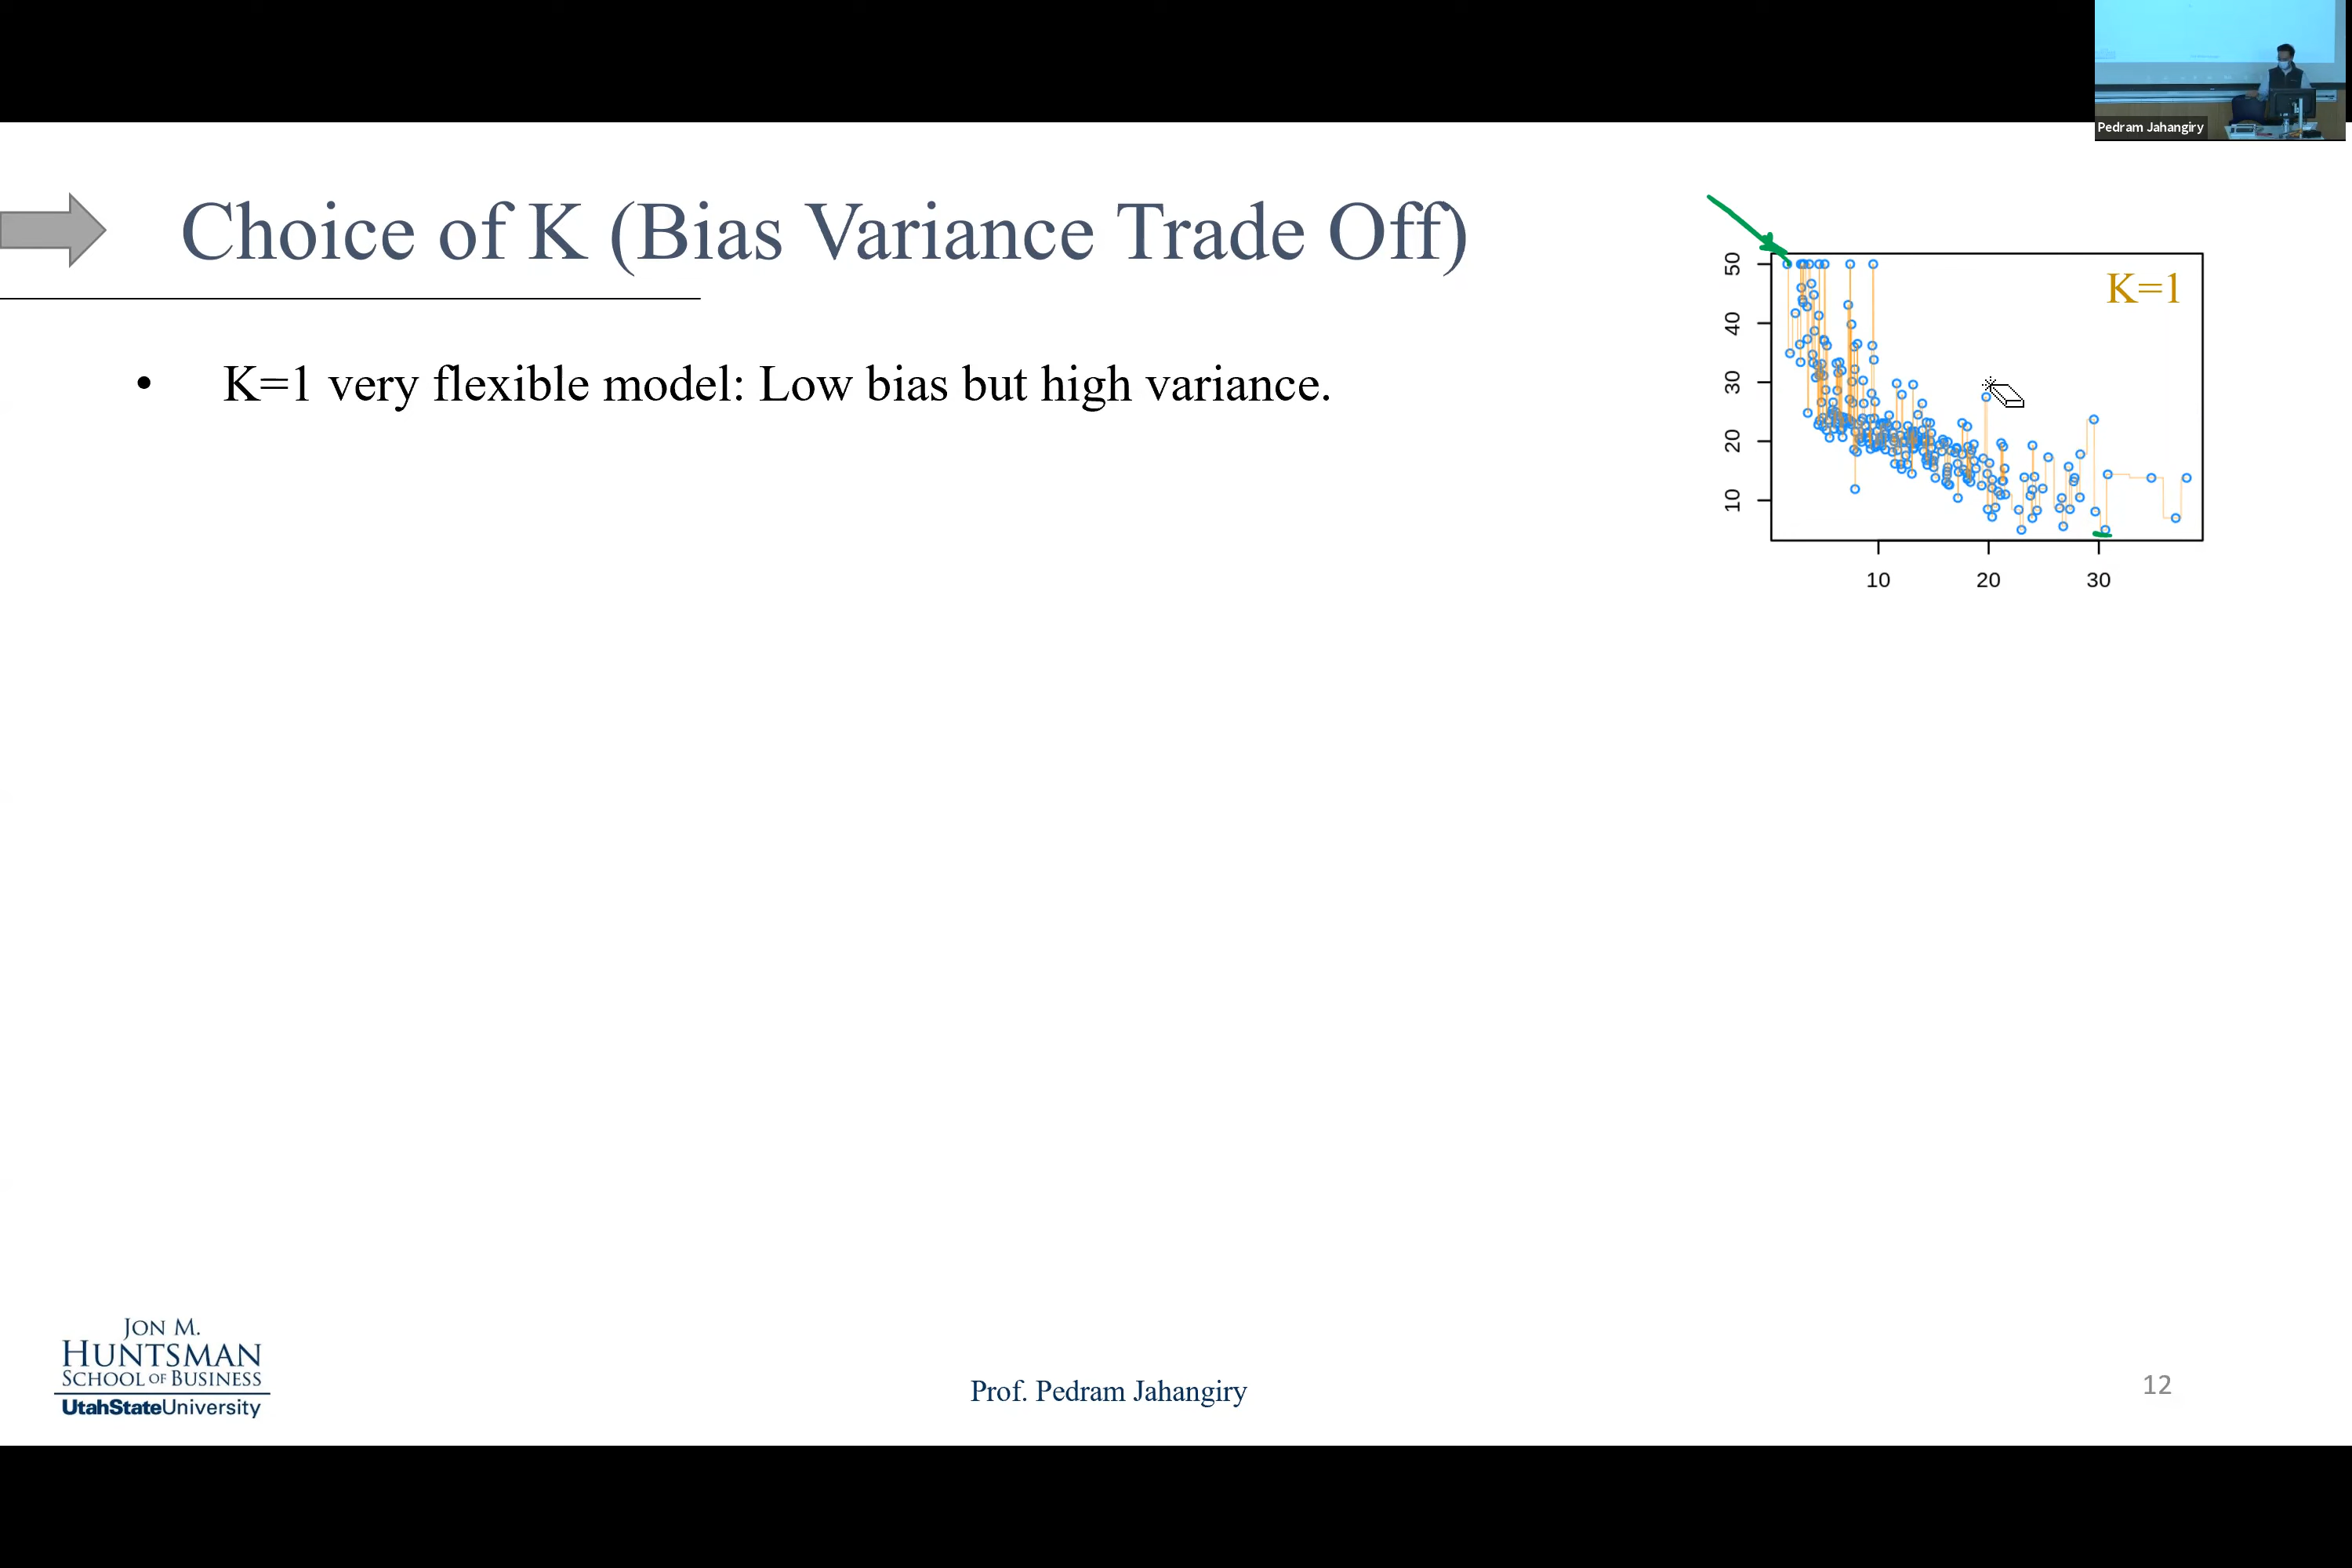 Pedram Jahangiry
Choice of K (Bias Variance Trade Off)
• K=1 very flexible model: Low bias but high variance.
K=1
50
40
30
20
10
10 20 30
JON M.
HUNTSMAN
SCHOOL OF BUSINESS
UtahStateUniversity
Prof. Pedram Jahangiry
12